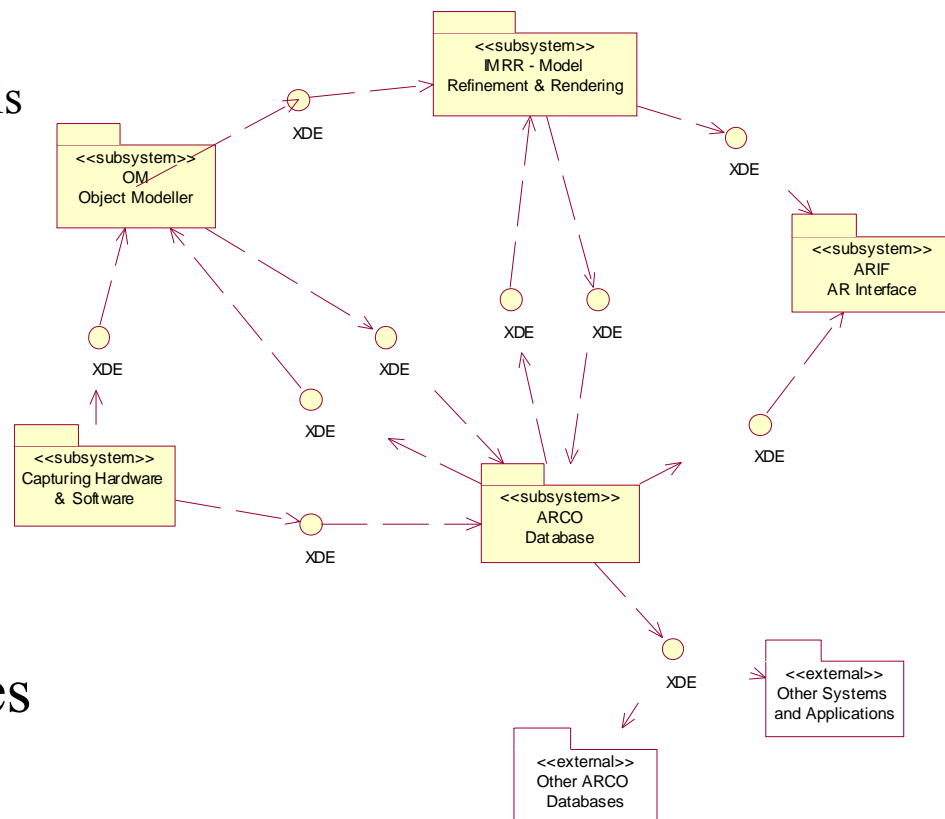 <<subsystem>>
IMRR - Model
Refinement & Rendering
XDE
XDE
<<subsystem>>
OM
Object Modeller
<<subsystem>>
ARIF
AR Interface
XDE
XDE
XDE
XDE
XDE
XDE
<<subsystem>>
Capturing Hardware
& Software
<<subsystem>>
ARCO
Database
XDE
XDE
es
<<external>>
Other Systems
and Applications
<<external>>
Other ARCO
Databases